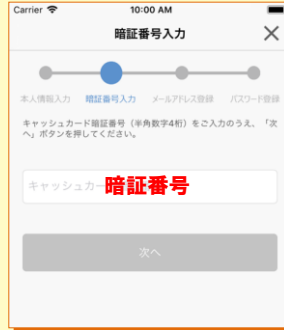 Carrier 10:00 AM
暗証番号入力
本人情報入力 暗証番号入力 メールアドレス登録 パスワード登録
キャッシュカード暗証番号（半角数字4桁）をご入力のうえ、「次
へ」ボタンを押してください。
キャッシュカー
暗証番号
次へ